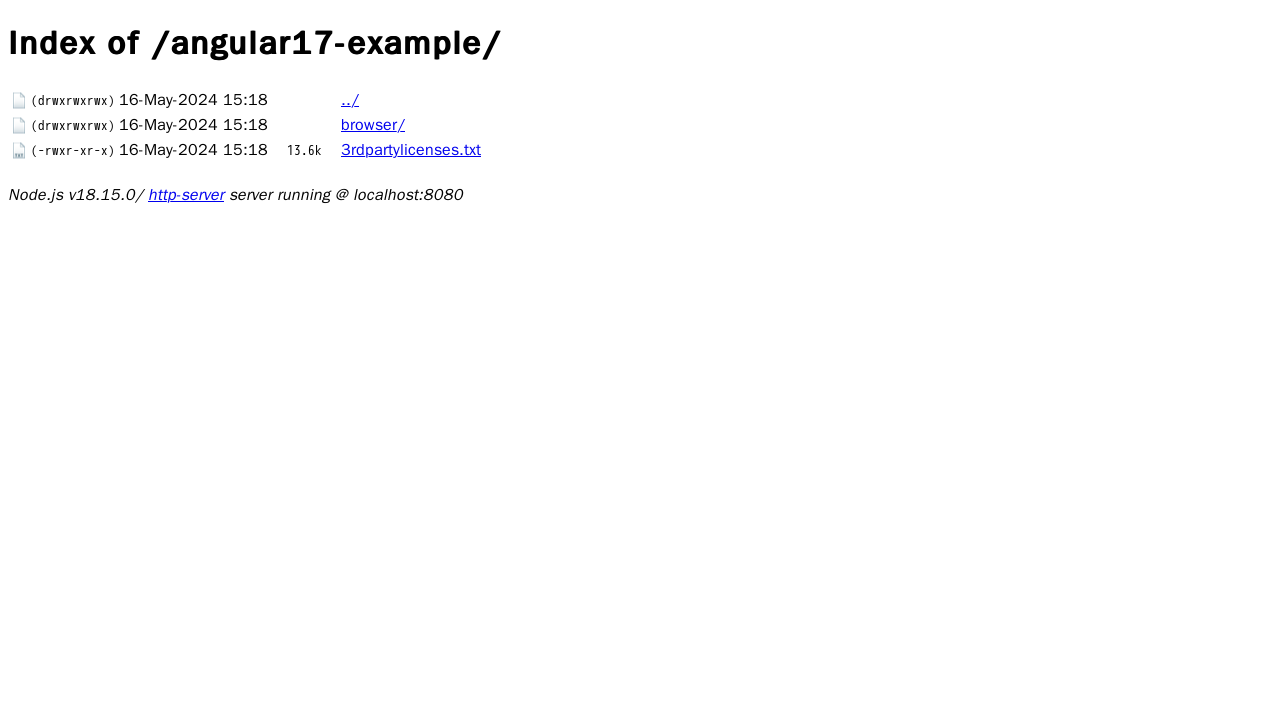 Index of /angular17-example/
(drwxrwxrwx) 16-May-2024 15:18 ../
(drwxrwxrwx) 16-May-2024 15:18 browser/
(-rwxr-xr-x) 16-May-2024 15:18 13.6k 3rdpartylicenses.txt
Node.js v18.15.0/ http-server server running @ localhost:8080